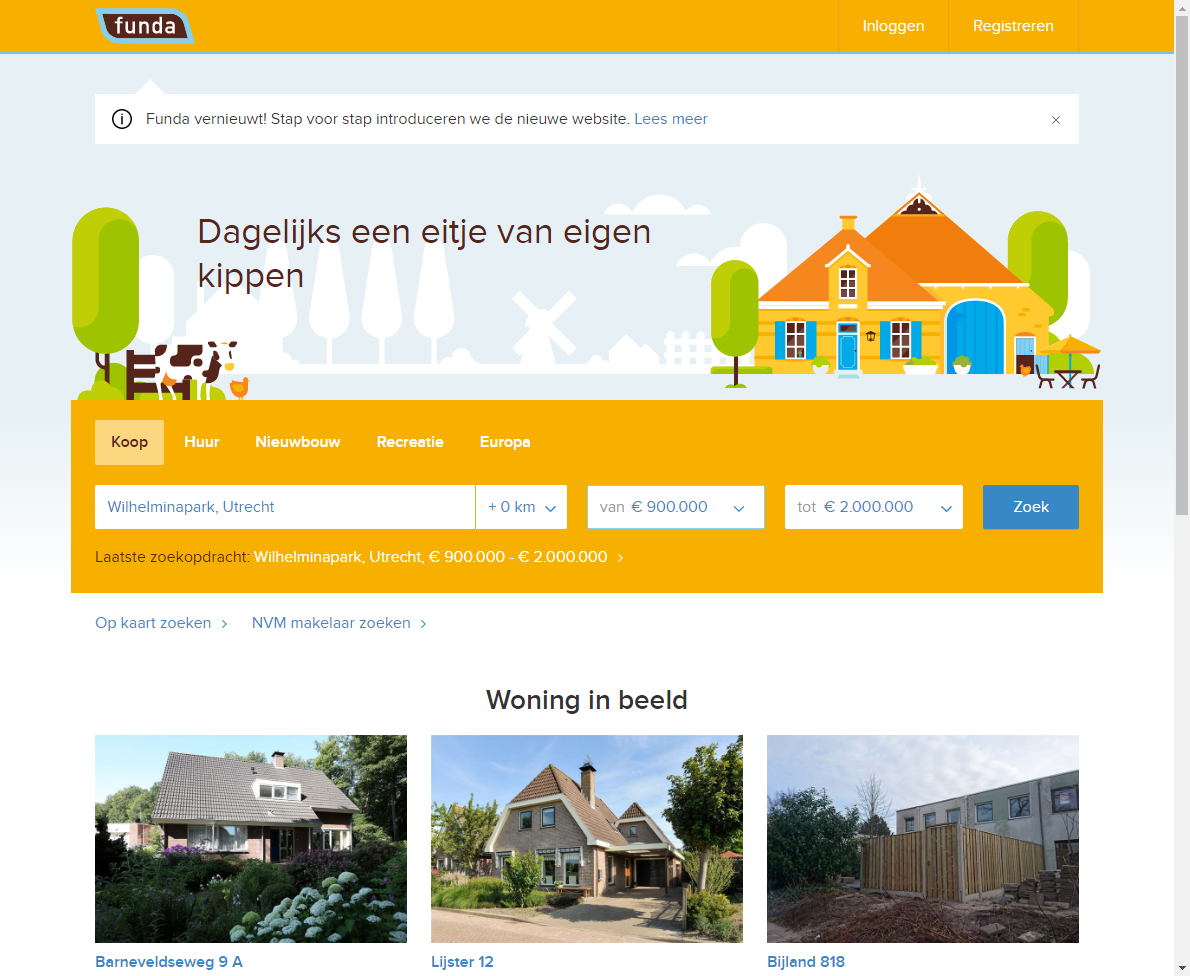 funda
Inloggen
Registreren
Funda vernieuwt! Stap voor stap introduceren we de nieuwe website. Lees meer
Dagelijks een eitje van eigen
kippen
Koop
Huur
Nieuwbouw
Recreatie
Europa
Wilhelminapark, Utrecht
+ 0 km
van € 900.000
tot € 2.000.000
Zoek
Laatste zoekopdracht: Wilhelminapark, Utrecht, € 900.000 - € 2.000.000
Op kaart zoeken
NVM makelaar zoeken
Woning in beeld
Barneveldseweg 9 A
Lijster 12
Bijland 818